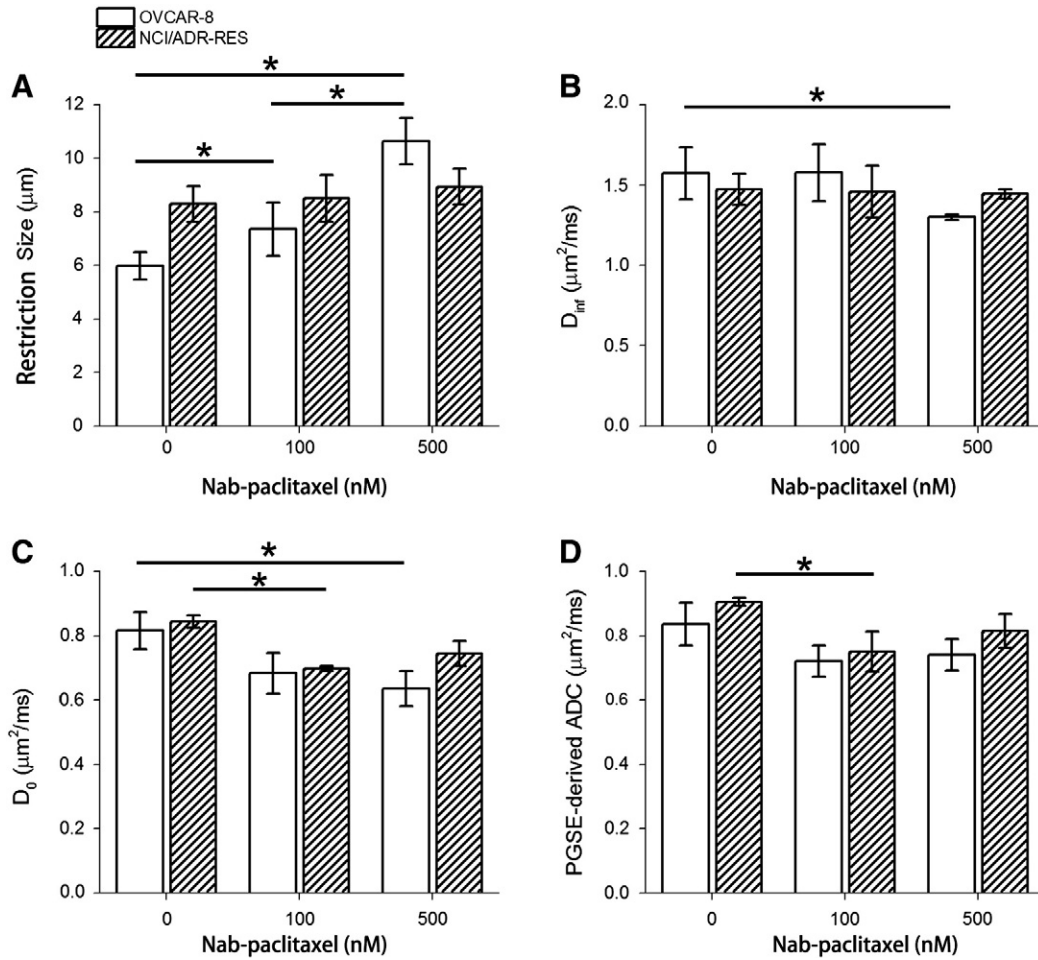 OVCAR-8
NCI/ADR-RES
A
*
*
*
Restriction Size (μm)
12
10
8
6
4
2
0
0 100 500
Nab-paclitaxel (nM)
B
*
D_inf (μm²/ms)
2.0
1.5
1.0
0.5
0.0
0 100 500
Nab-paclitaxel (nM)
C
*
*
D₀ (μm²/ms)
1.0
0.8
0.6
0.4
0.2
0.0
0 100 500
Nab-paclitaxel (nM)
D
*
PGSE-derived ADC (μm²/ms)
1.0
0.8
0.6
0.4
0.2
0.0
0 100 500
Nab-paclitaxel (nM)